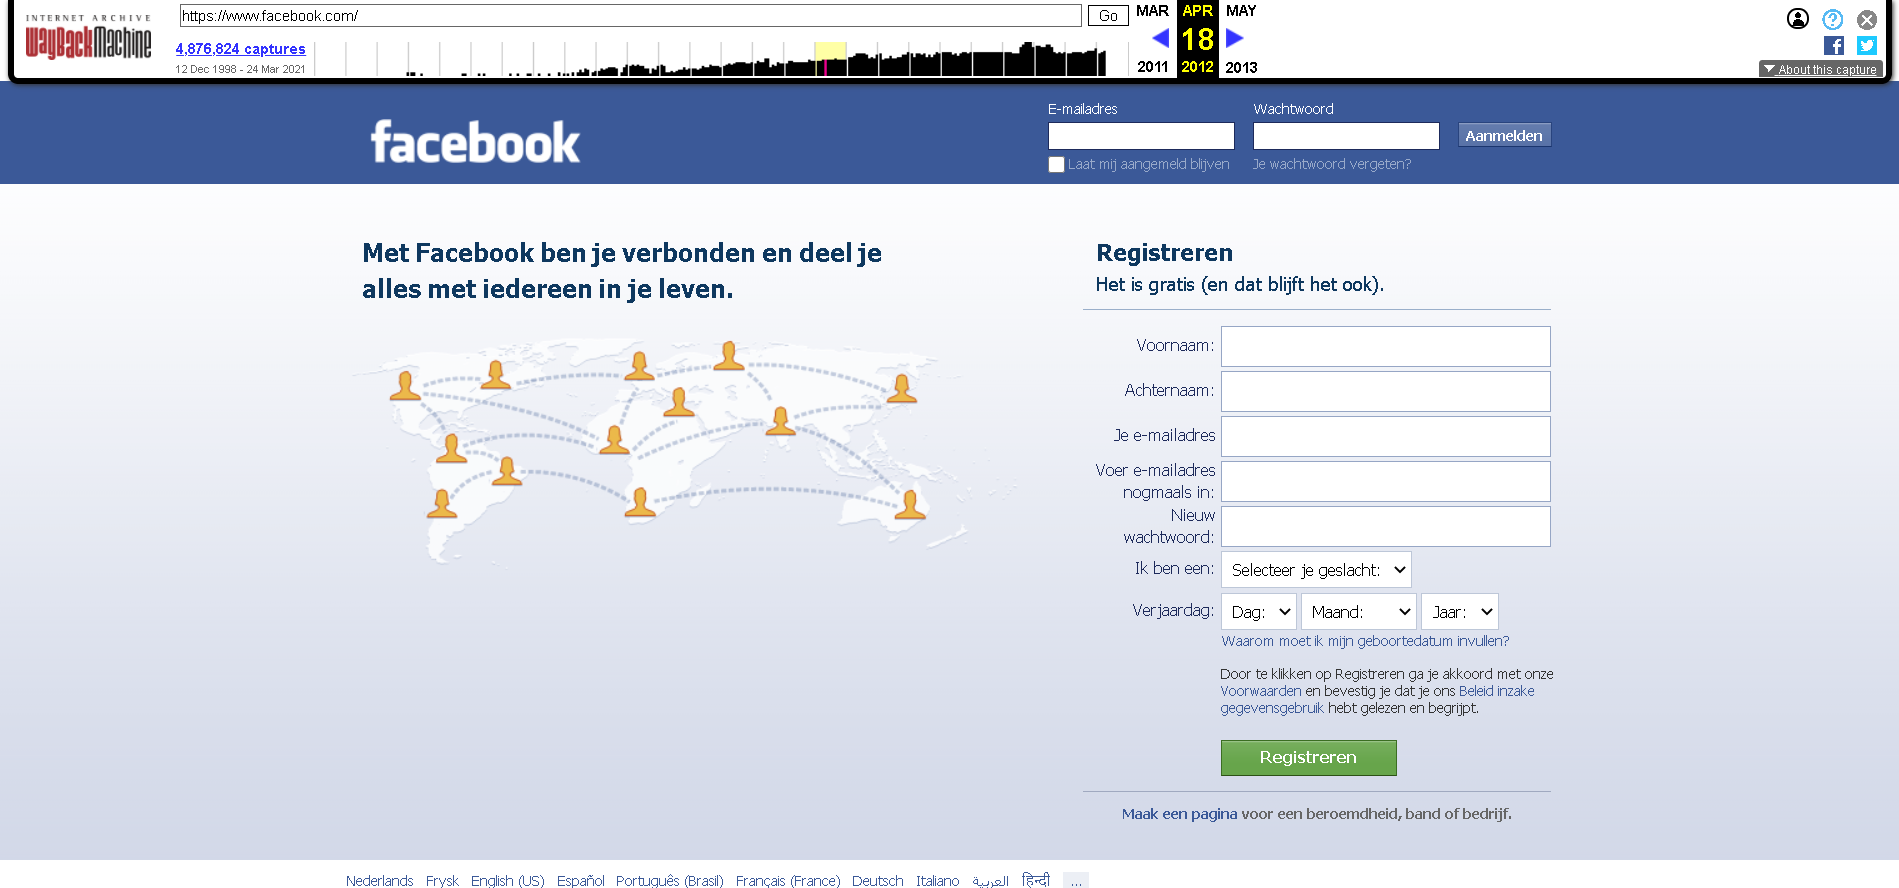 INTERNET ARCHIVE
WayBackMachine
https://www.facebook.com/
Go
4,876,824 captures
12 Dec 1998 - 24 Mar 2021
MAR APR MAY
18
2011 2012 2013
About this capture
facebook
E-mailadres
Wachtwoord
Aanmelden
Laat mij aangemeld blijven
Je wachtwoord vergeten?
Met Facebook ben je verbonden en deel je
alles met iedereen in je leven.
Registreren
Het is gratis (en dat blijft het ook).
Voornaam:
Achternaam:
Je e-mailadres
Voer e-mailadres
nogmaals in:
Nieuw
wachtwoord:
Ik ben een: Selecteer je geslacht:
Verjaardag: Dag: Maand: Jaar:
Waarom moet ik mijn geboortedatum invullen?
Door te klikken op Registreren ga je akkoord met onze
Voorwaarden en bevestig je dat je ons Beleid inzake
gegevensgebruik hebt gelezen en begrijpt.
Registreren
Maak een pagina voor een beroemdheid, band of bedrijf.
Nederlands Frysk English (US) Español Português (Brasil) Français (France) Deutsch Italiano العربية हिन्दी ...